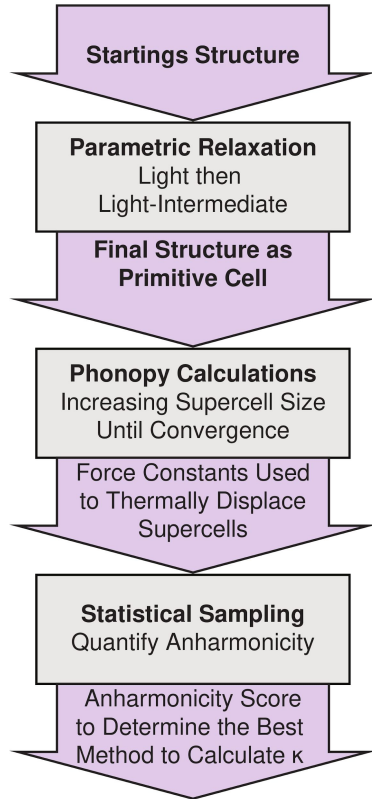 Startings Structure
Parametric Relaxation
Light then
Light-Intermediate
Final Structure as
Primitive Cell
Phonopy Calculations
Increasing Supercell Size
Until Convergence
Force Constants Used
to Thermally Displace
Supercells
Statistical Sampling
Quantify Anharmonicity
Anharmonicity Score
to Determine the Best
Method to Calculate κ